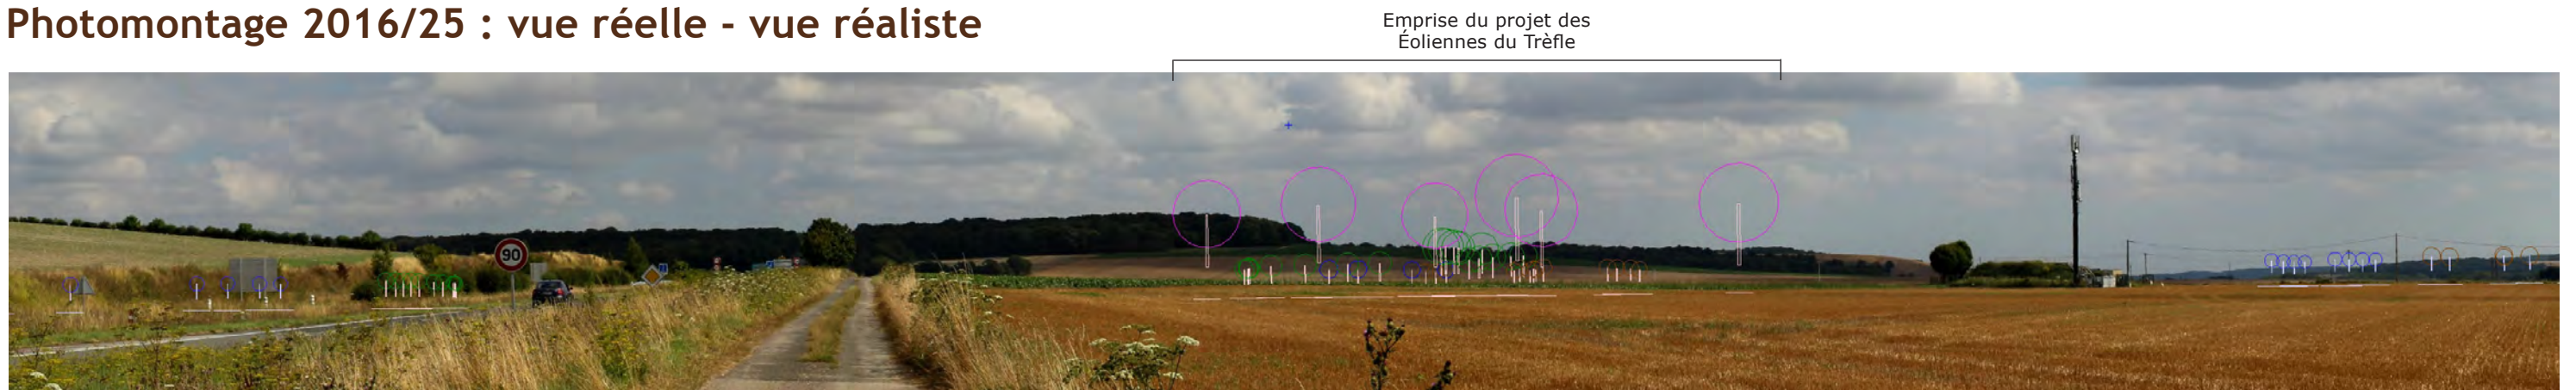 Photomontage 2016/25 : vue réelle - vue réaliste
Emprise du projet des
Éoliennes du Trèfle
90